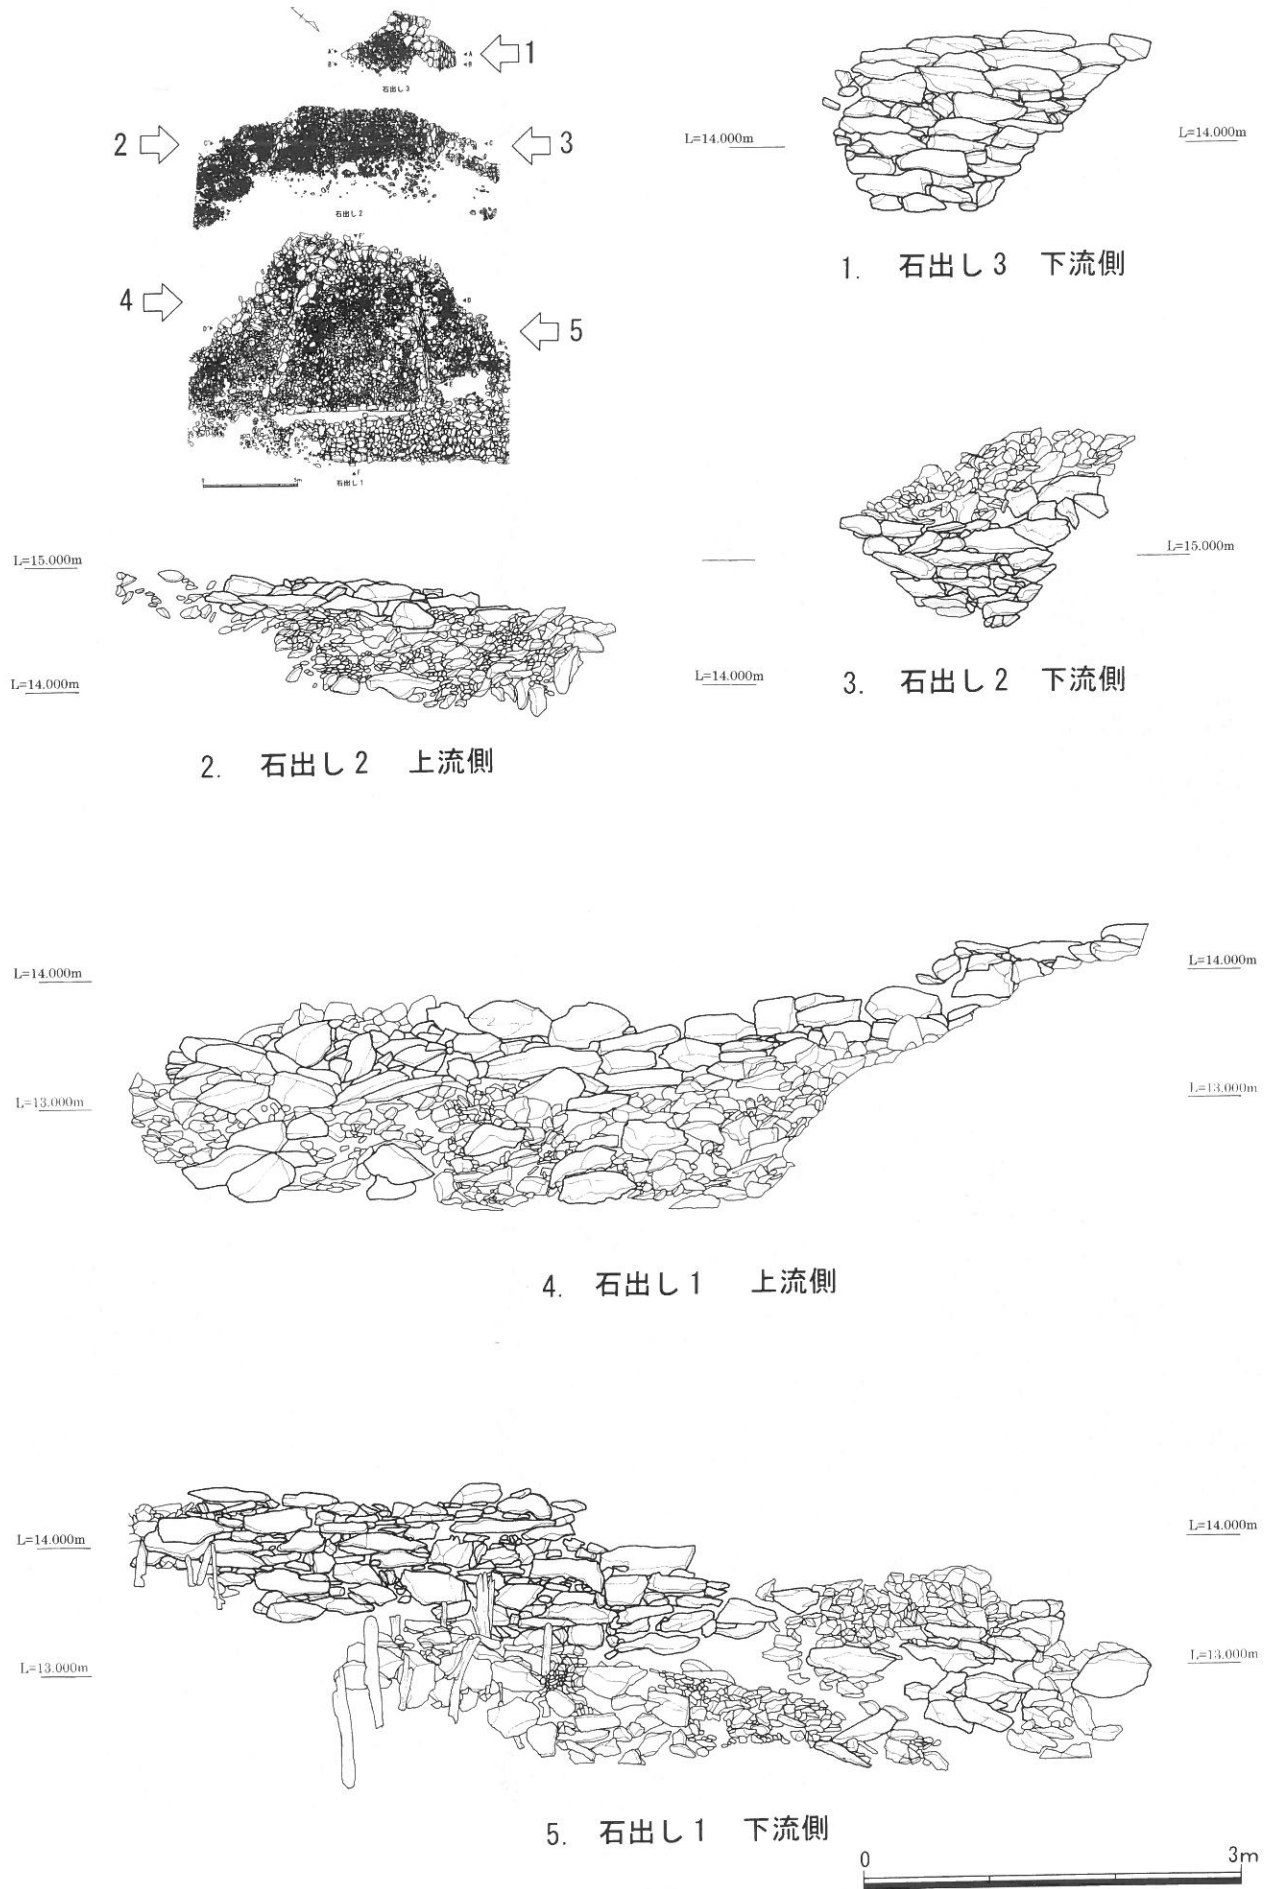 1
石出し3
2
3
石出し2
4
5
0 5m
石出し1
L=14.000m
L=14.000m
1. 石出し3 下流側
L=15.000m
L=14.000m
2. 石出し2 上流側
L=15.000m
L=14.000m
3. 石出し2 下流側
L=14.000m
L=14.000m
L=13.000m
L=13.000m
4. 石出し1 上流側
L=14.000m
L=14.000m
L=13.000m
L=13.000m
5. 石出し1 下流側
0 3m